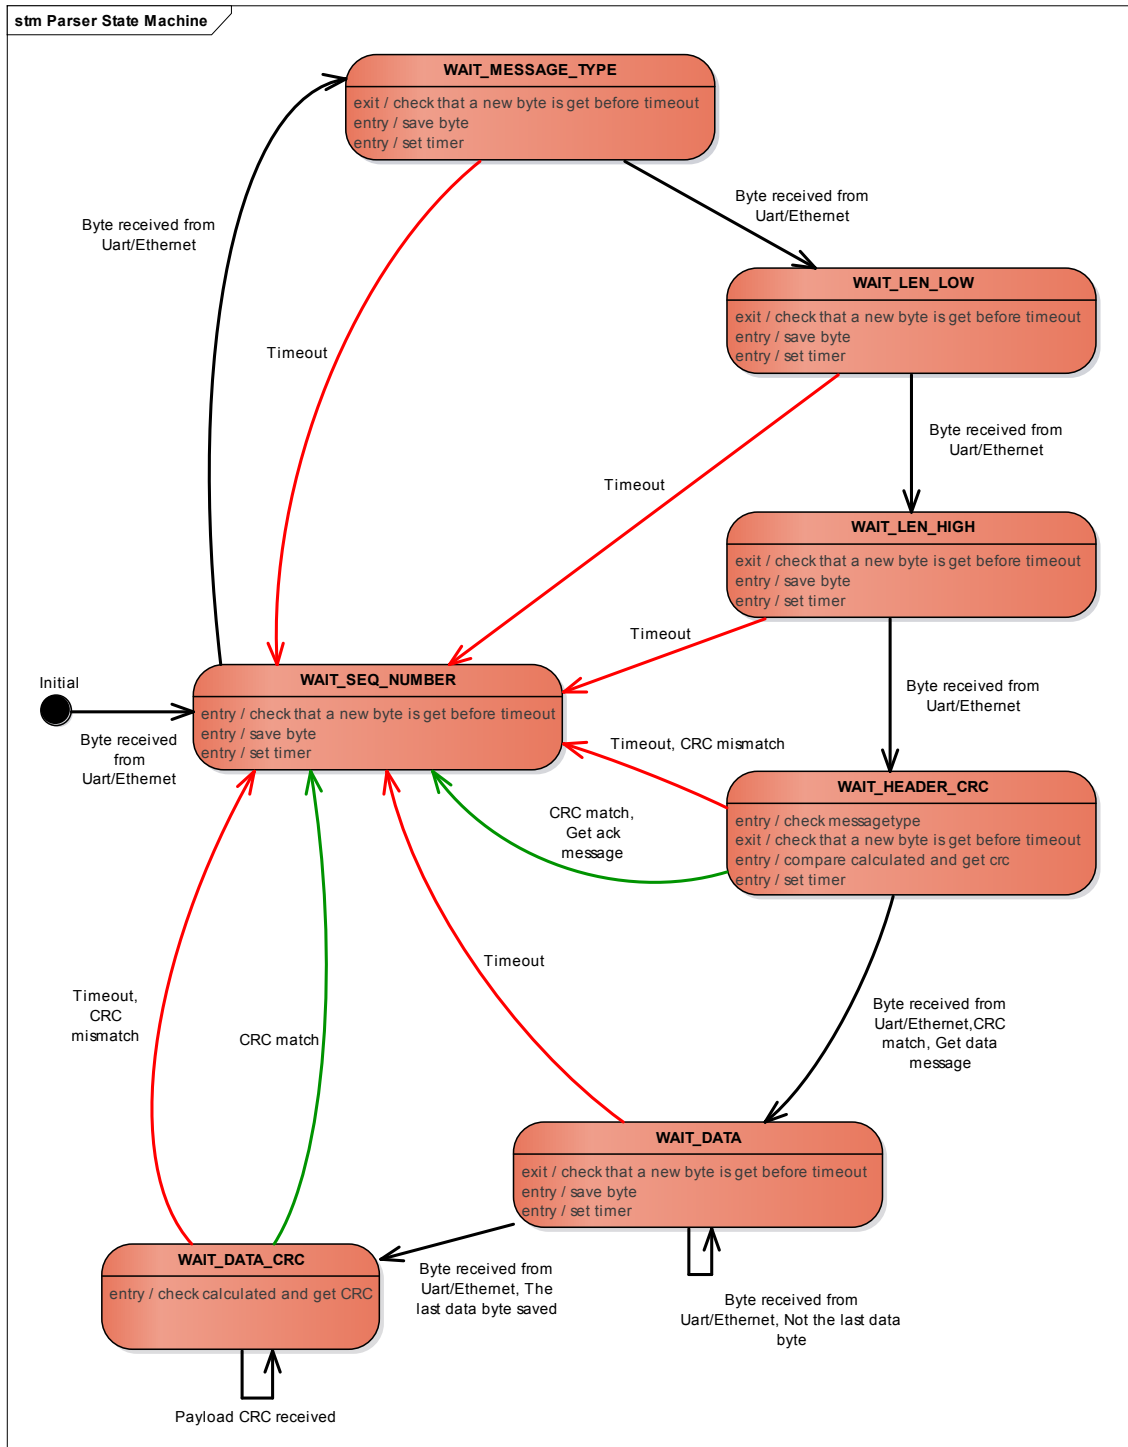 stm Parser State Machine
WAIT_MESSAGE_TYPE
exit / check that a new byte is get before timeout
entry / save byte
entry / set timer
Byte received from
Uart/Ethernet
Byte received from
Uart/Ethernet
WAIT_LEN_LOW
exit / check that a new byte is get before timeout
entry / save byte
entry / set timer
Timeout
Byte received from
Uart/Ethernet
Timeout
WAIT_LEN_HIGH
exit / check that a new byte is get before timeout
entry / save byte
entry / set timer
Timeout
Initial
WAIT_SEQ_NUMBER
entry / check that a new byte is get before timeout
entry / save byte
entry / set timer
Byte received
from
Uart/Ethernet
Byte received from
Uart/Ethernet
Timeout, CRC mismatch
WAIT_HEADER_CRC
entry / check messagetype
exit / check that a new byte is get before timeout
entry / compare calculated and get crc
entry / set timer
CRC match,
Get ack
message
Timeout
Timeout,
CRC
mismatch
CRC match
Byte received from
Uart/Ethernet,CRC
match, Get data
message
WAIT_DATA
exit / check that a new byte is get before timeout
entry / save byte
entry / set timer
WAIT_DATA_CRC
entry / check calculated and get CRC
Byte received from
Uart/Ethernet, The
last data byte saved
Byte received from
Uart/Ethernet, Not the last data
byte
Payload CRC received